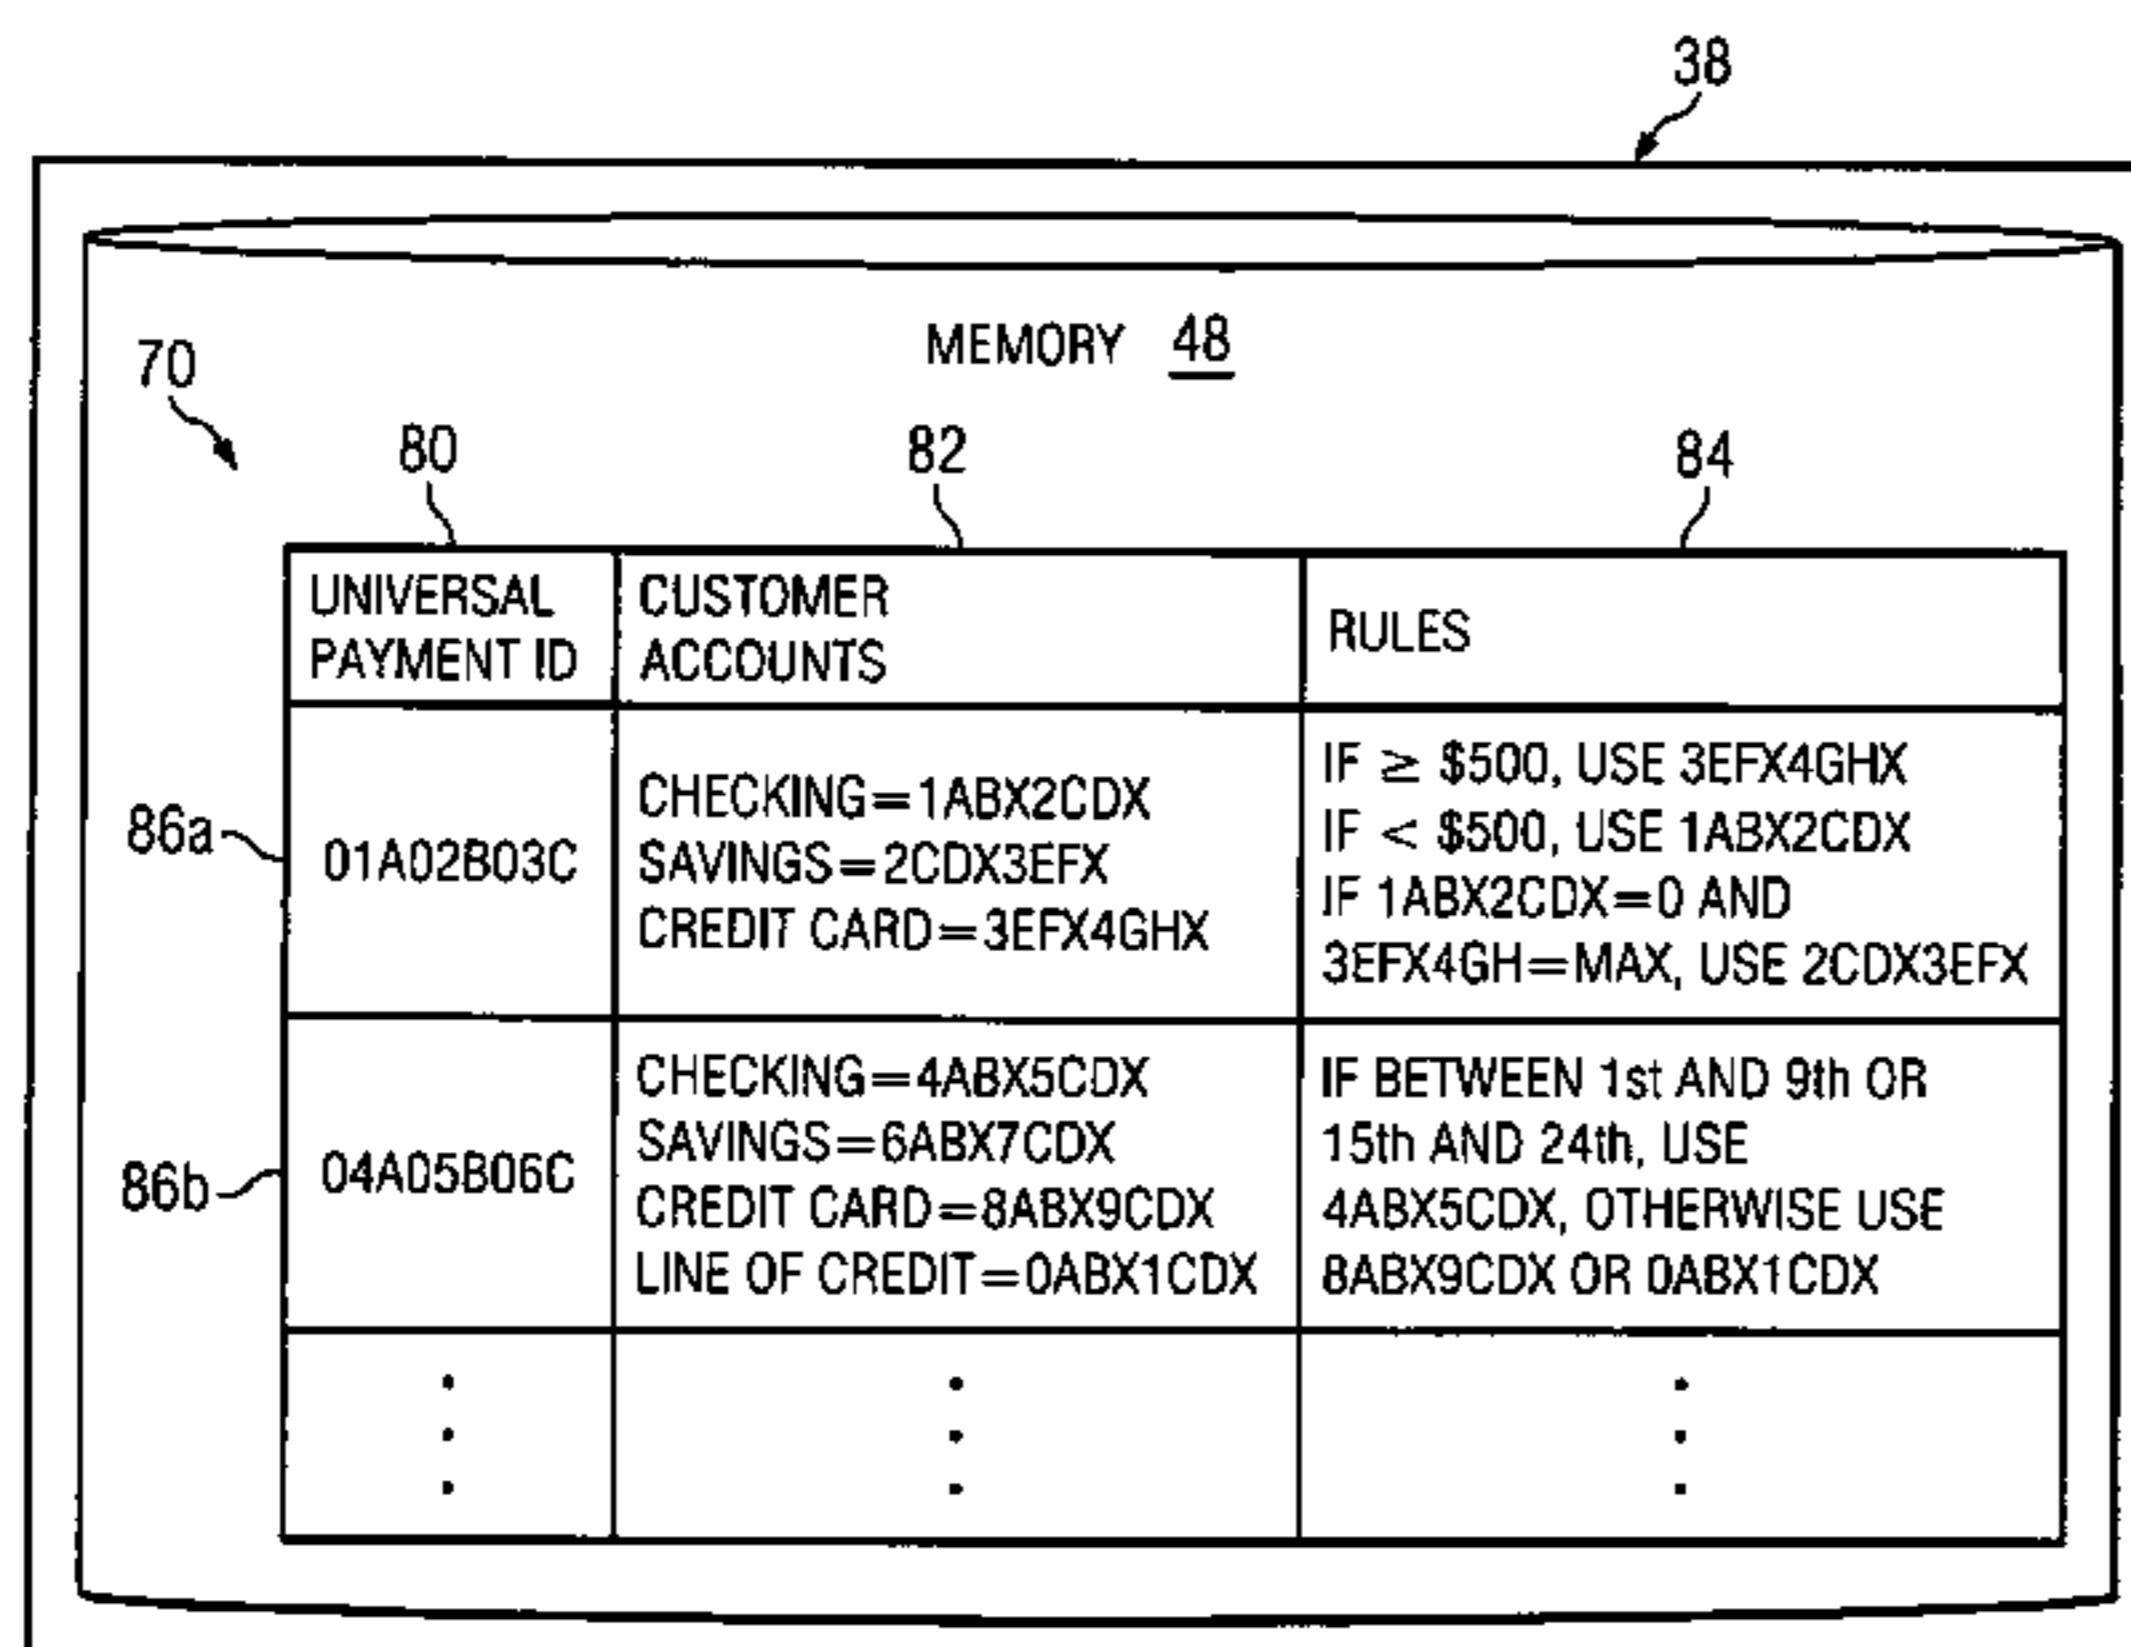 38
MEMORY 48
70
80
82
84
UNIVERSAL
PAYMENT ID
CUSTOMER
ACCOUNTS
RULES
86a
01A02B03C
CHECKING=1ABX2CDX
SAVINGS=2CDX3EFX
CREDIT CARD=3EFX4GHX
IF ≥ $500, USE 3EFX4GHX
IF < $500, USE 1ABX2CDX
IF 1ABX2CDX=0 AND
3EFX4GH=MAX, USE 2CDX3EFX
86b
04A05B06C
CHECKING=4ABX5CDX
SAVINGS=6ABX7CDX
CREDIT CARD=8ABX9CDX
LINE OF CREDIT=0ABX1CDX
IF BETWEEN 1st AND 9th OR
15th AND 24th, USE
4ABX5CDX, OTHERWISE USE
8ABX9CDX OR 0ABX1CDX